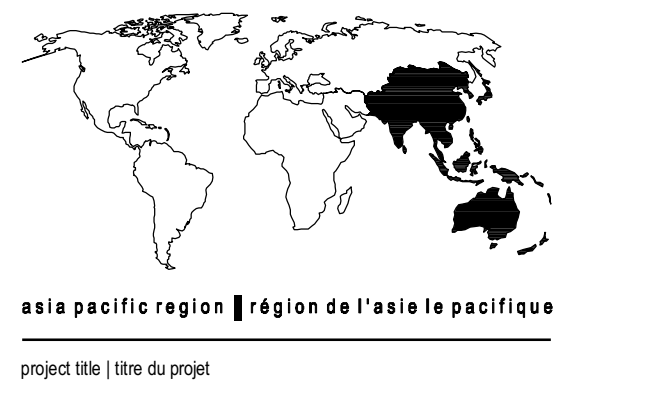 asia pacific region ▌ région de l'asie le pacifique
project title | titre du projet